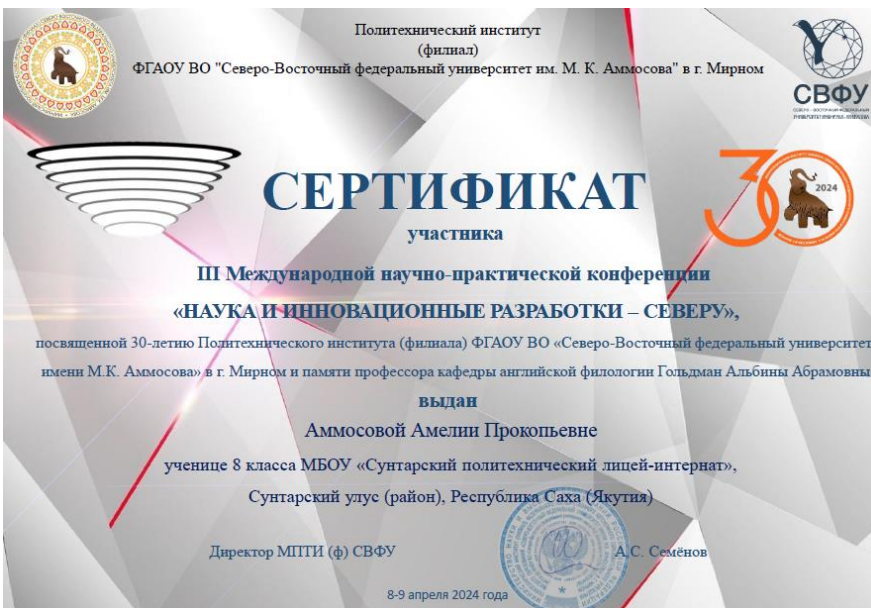 Политехнический институт
(филиал)
ФГАОУ ВО "Северо-Восточный федеральный университет им. М. К. Аммосова" в г. Мирном
СВФУ
30
2024
СЕРТИФИКАТ
участника
III Международной научно-практической конференции
«НАУКА И ИННОВАЦИОННЫЕ РАЗРАБОТКИ – СЕВЕРУ»,
посвященной 30-летию Политехнического института (филиала) ФГАОУ ВО «Северо-Восточный федеральный университет
имени М.К. Аммосова» в г. Мирном и памяти профессора кафедры английской филологии Гольдман Альбины Абрамовны
выдан
Аммосовой Амелии Прокопьевне
ученице 8 класса МБОУ «Сунтарский политехнический лицей-интернат»,
Сунтарский улус (район), Республика Саха (Якутия)
Директор МПТИ (ф) СВФУ А.С. Семёнов
8-9 апреля 2024 года